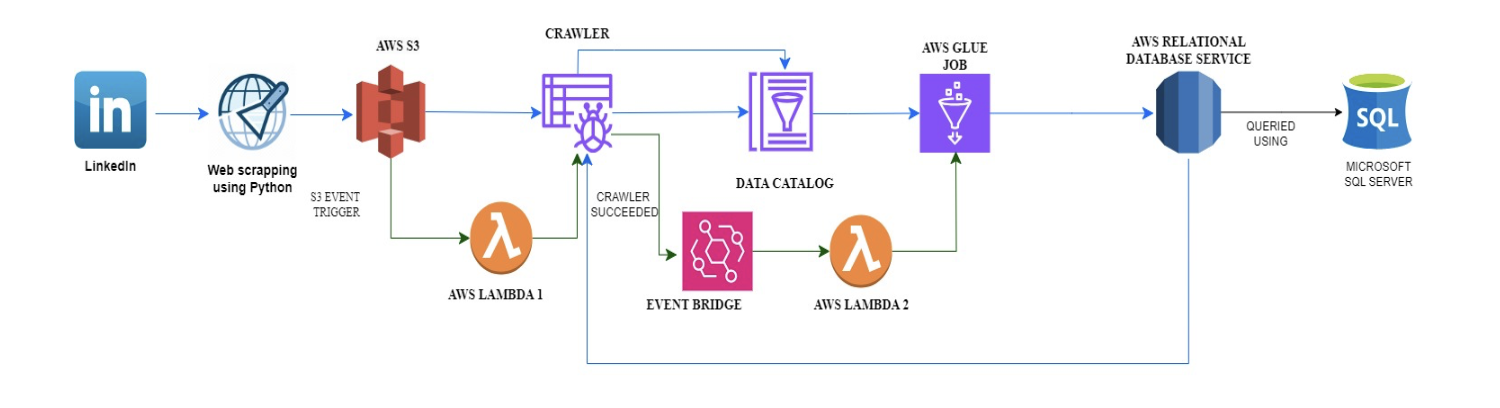 AWS S3
CRAWLER
AWS GLUE
JOB
AWS RELATIONAL
DATABASE SERVICE
in
SQL
LinkedIn
Web scrapping
using Python
DATA CATALOG
QUERIED
USING
MICROSOFT
SQL SERVER
S3 EVENT
TRIGGER
CRAWLER
SUCCEEDED
λ
λ
AWS LAMBDA 1
EVENT BRIDGE
AWS LAMBDA 2